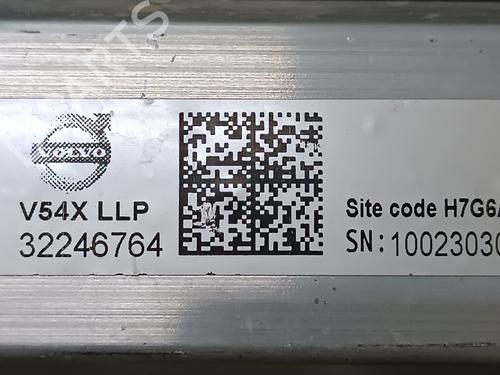 VOLVO
V54X LLP
32246764
Site code H7G6
SN: 10023030